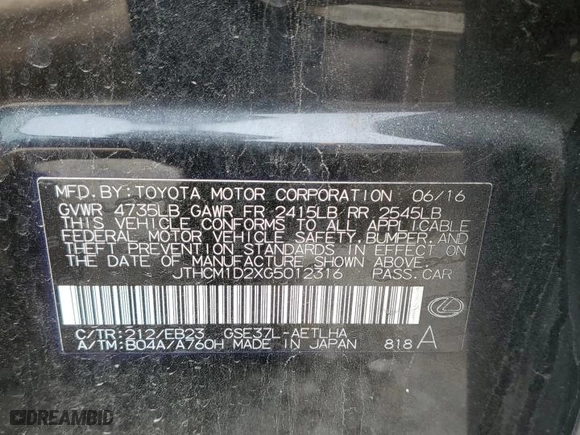 MFD.BY:TOYOTA MOTOR CORPORATION 06/16
GVWR 4735LB GAWR FR 2415LB RR 2545LB
THIS VEHICLE CONFORMS TO ALL APPLICABLE
FEDERAL MOTOR VEHICLE SAFETY, BUMPER, AND
THEFT PREVENTION STANDARDS IN EFFECT ON
THE DATE OF MANUFACTURE SHOWN ABOVE.
JTHCM1D2XG5012316 PASS.CAR
C/TR:212/EB23 GSE37L-AETLHA
A/TM:B04A/A760H MADE IN JAPAN 818A
DREAMBID